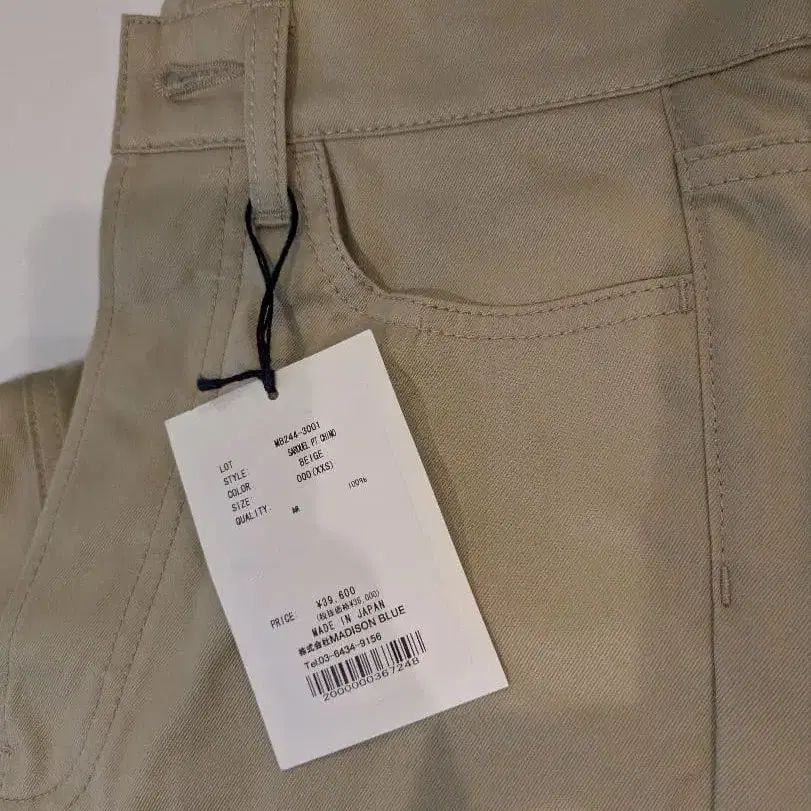 LOT MB244-3001
STYLE SAROUEL PT CHINO
COLOR BEIGE
SIZE 000(XXS)
QUALITY 綿 100%
PRICE ¥39,600
(税抜価格¥36,000)
MADE IN JAPAN
株式会社MADISON BLUE
Tel.03-6434-9156
2000000367248